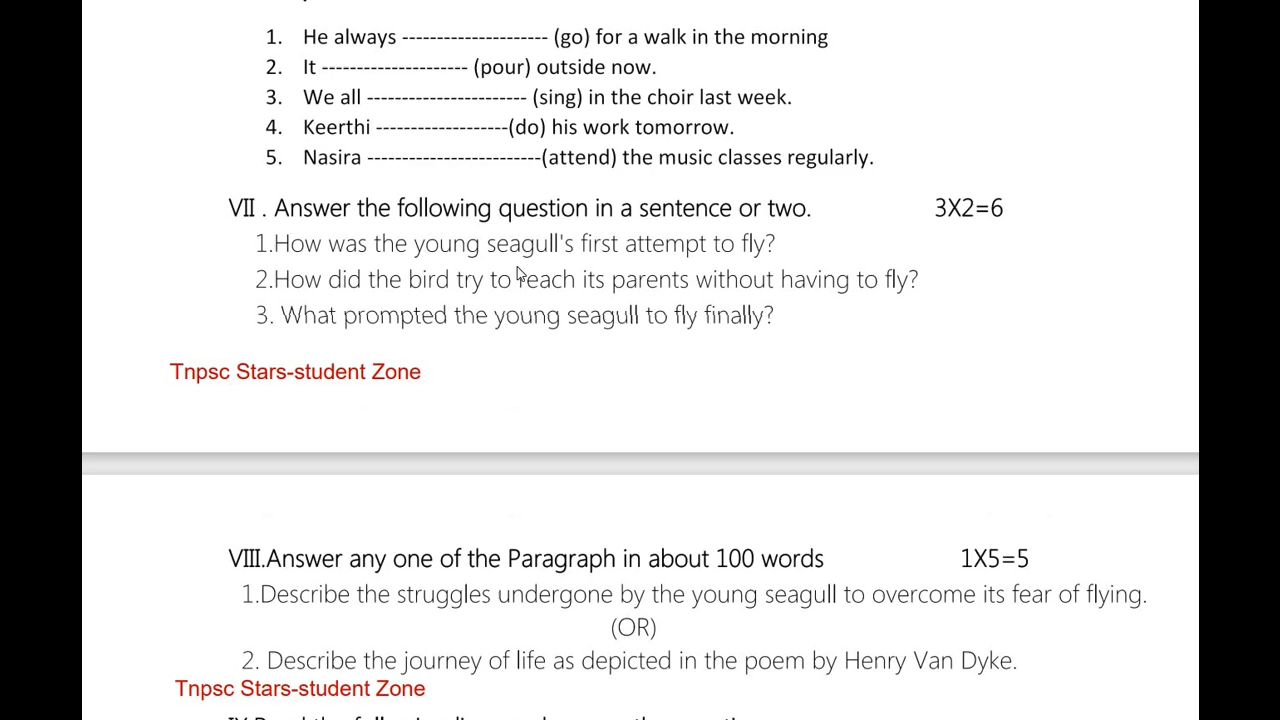 1. He always --------------------- (go) for a walk in the morning
2. It --------------------- (pour) outside now.
3. We all ----------------------- (sing) in the choir last week.
4. Keerthi -------------------(do) his work tomorrow.
5. Nasira -------------------------(attend) the music classes regularly.
VII . Answer the following question in a sentence or two. 3X2=6
1.How was the young seagull's first attempt to fly?
2.How did the bird try to reach its parents without having to fly?
3. What prompted the young seagull to fly finally?
Tnpsc Stars-student Zone
VIII.Answer any one of the Paragraph in about 100 words 1X5=5
1.Describe the struggles undergone by the young seagull to overcome its fear of flying.
(OR)
2. Describe the journey of life as depicted in the poem by Henry Van Dyke.
Tnpsc Stars-student Zone